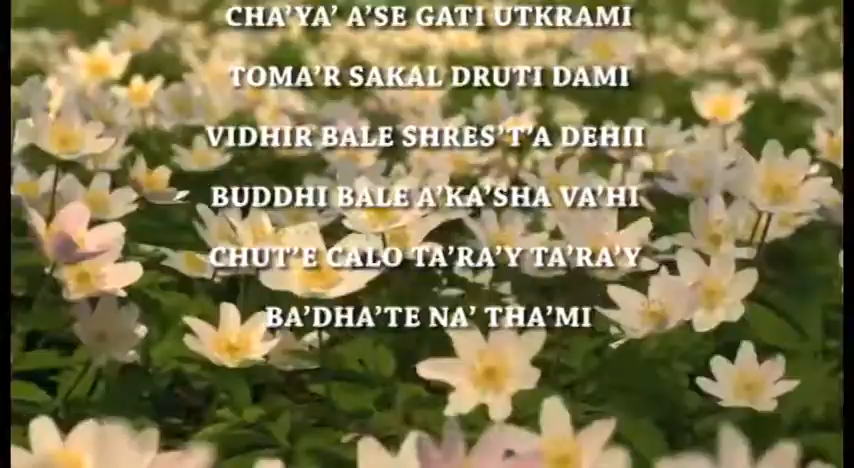 CHA’YA’ A’SE GATI UTKRAMI
TOMA’R SAKAL DRUTI DAMI
VIDHIR BALE SHRES’T’A DEHII
BUDDHI BALE A’KA’SHA VA’HI
CHUT’E CALO TA’RA’Y TA’RA’Y
BA’DHA’TE NA’ THA’MI